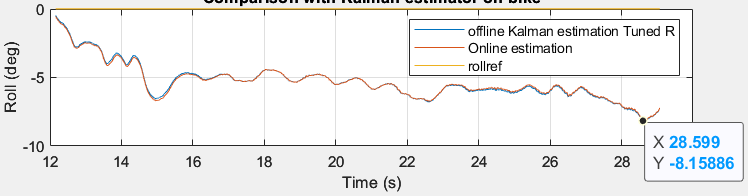 Comparison with Kalman estimator on bike
0
-5
-10
Roll (deg)
offline Kalman estimation Tuned R
Online estimation
rollref
12
14
16
18
20
22
24
26
28
Time (s)
X 28.599
Y -8.15886